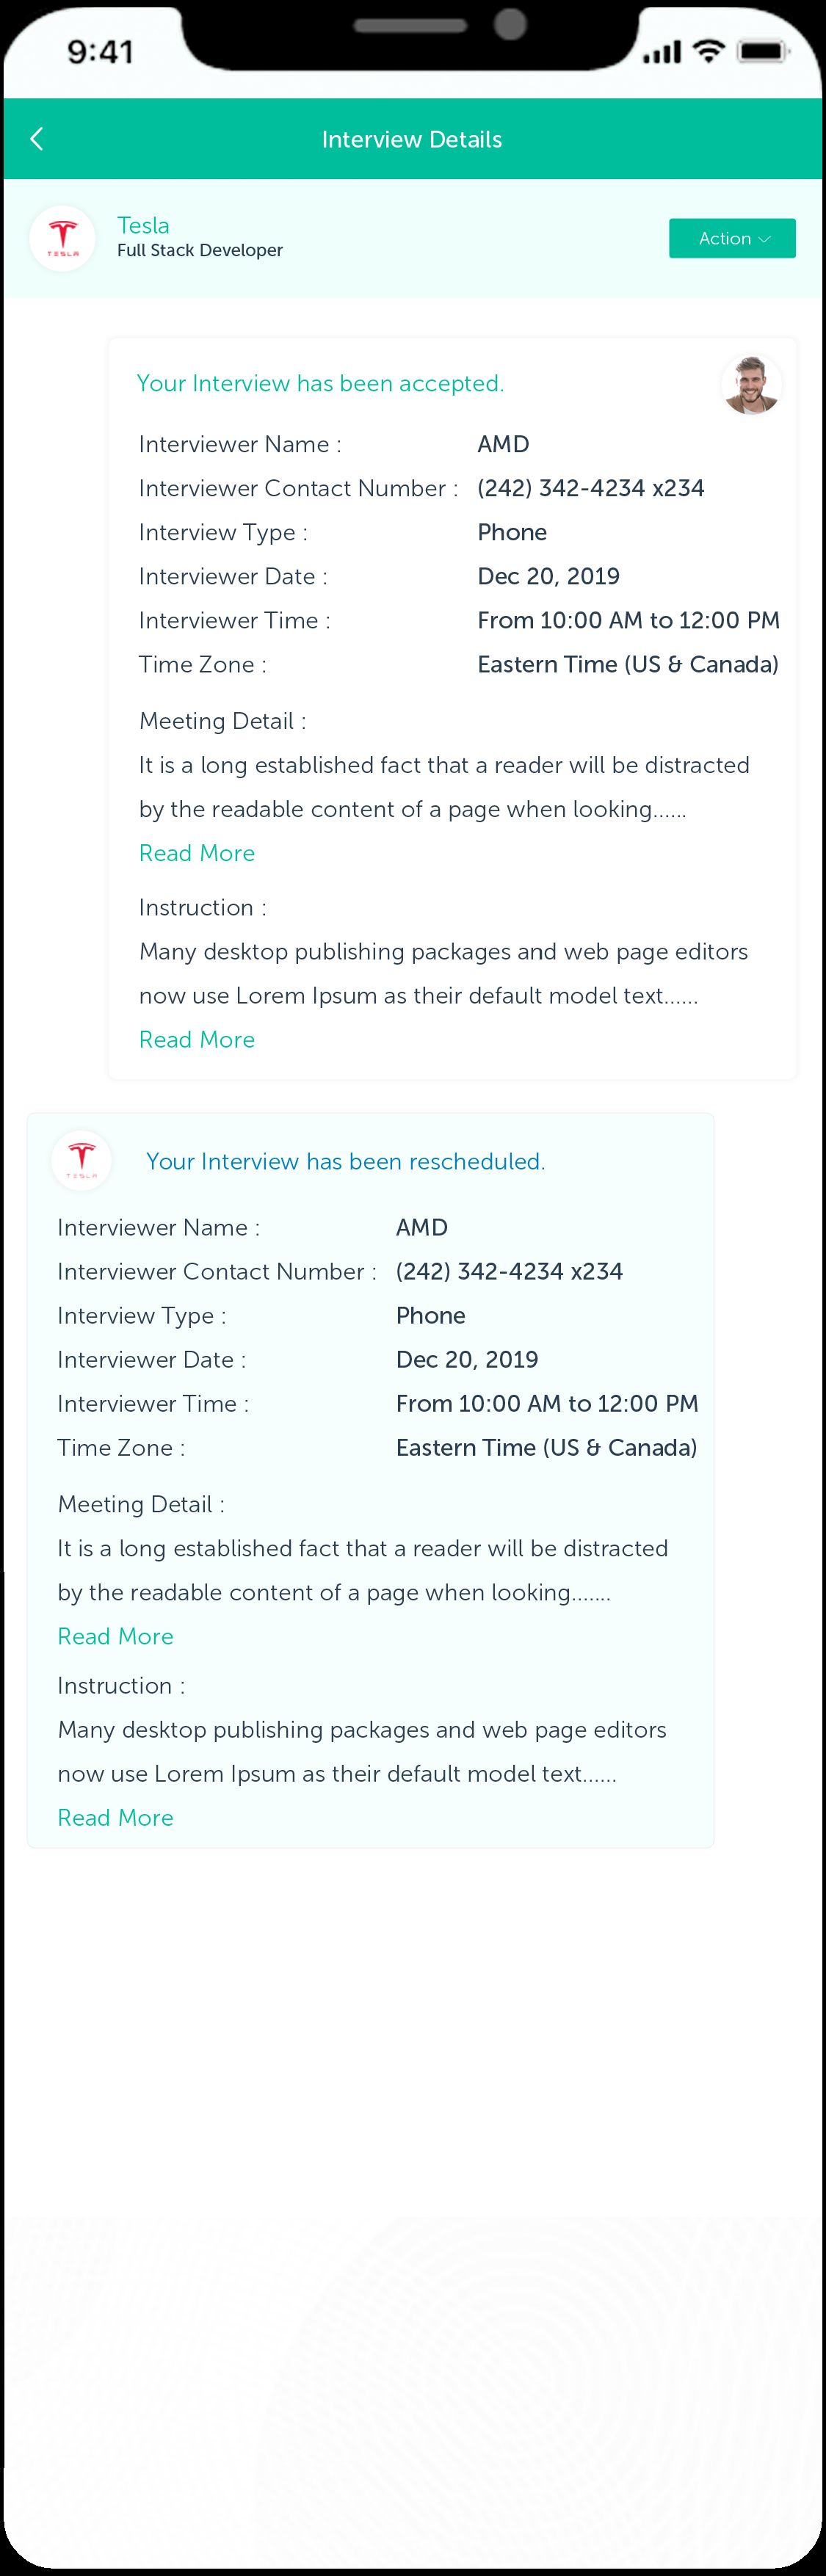 9:41
Interview Details
Tesla
TESLA
Full Stack Developer
Action
Your Interview has been accepted.
Interviewer Name : AMD
Interviewer Contact Number : (242) 342-4234 x234
Interview Type : Phone
Interviewer Date : Dec 20, 2019
Interviewer Time : From 10:00 AM to 12:00 PM
Time Zone : Eastern Time (US & Canada)
Meeting Detail :
It is a long established fact that a reader will be distracted
by the readable content of a page when looking......
Read More
Instruction :
Many desktop publishing packages and web page editors
now use Lorem Ipsum as their default model text......
Read More
TESLA
Your Interview has been rescheduled.
Interviewer Name : AMD
Interviewer Contact Number : (242) 342-4234 x234
Interview Type : Phone
Interviewer Date : Dec 20, 2019
Interviewer Time : From 10:00 AM to 12:00 PM
Time Zone : Eastern Time (US & Canada)
Meeting Detail :
It is a long established fact that a reader will be distracted
by the readable content of a page when looking.......
Read More
Instruction :
Many desktop publishing packages and web page editors
now use Lorem Ipsum as their default model text......
Read More